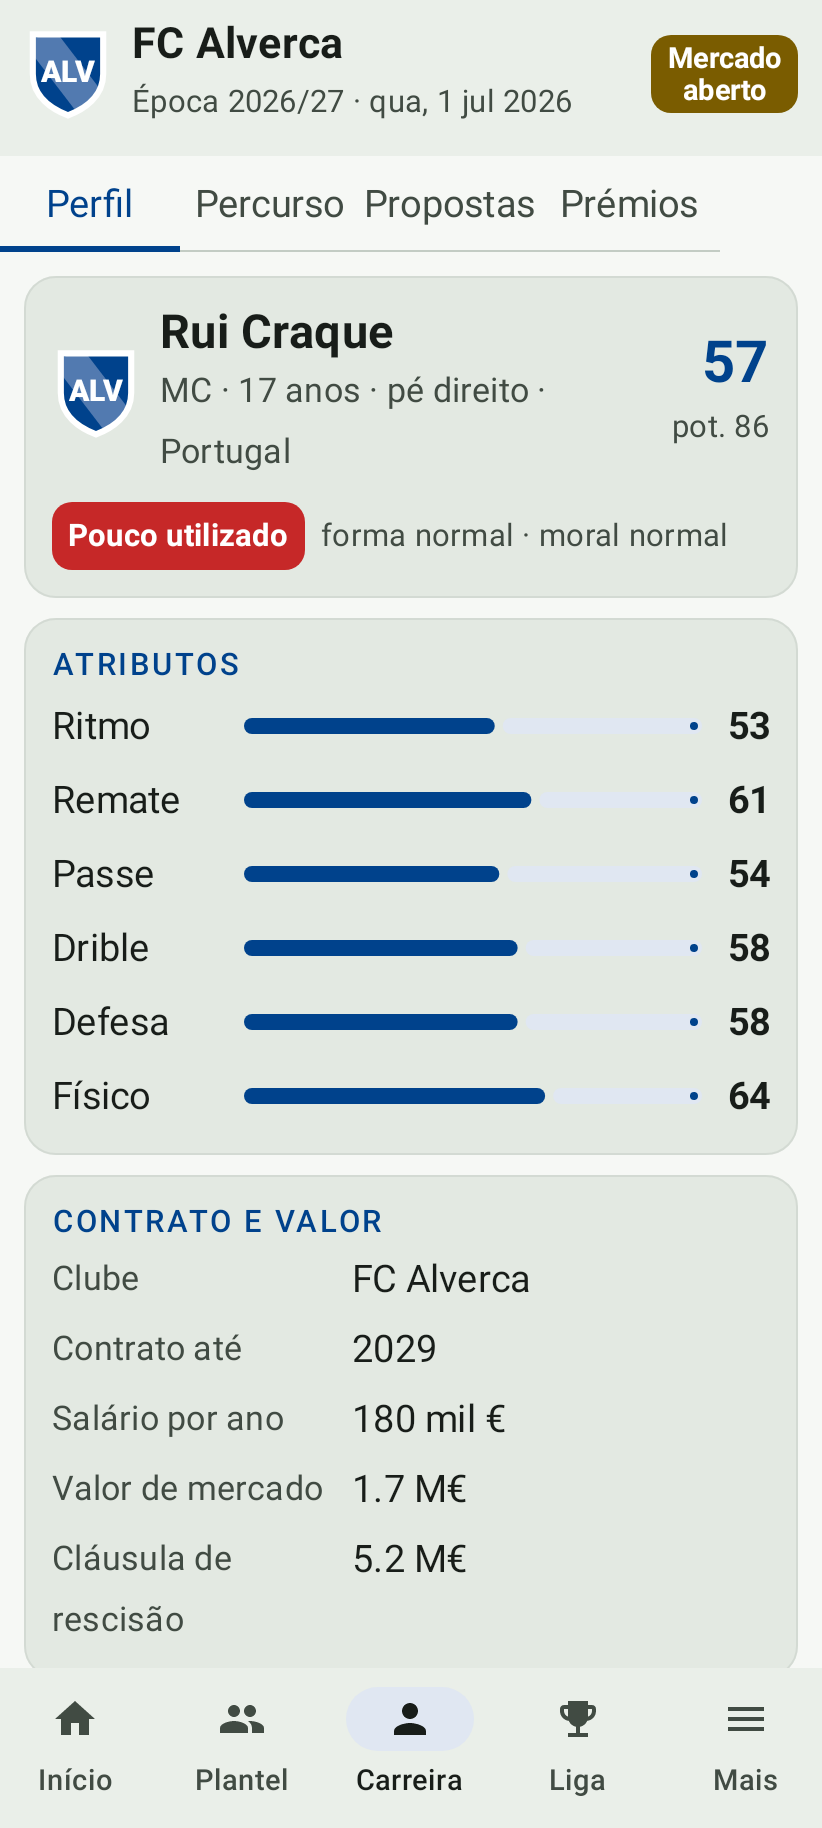 ALV
FC Alverca
Época 2026/27 · qua, 1 jul 2026
Mercado
aberto
Perfil
Percurso
Propostas
Prémios
ALV
Rui Craque
MC · 17 anos · pé direito ·
Portugal
57
pot. 86
Pouco utilizado
forma normal · moral normal
ATRIBUTOS
Ritmo 53
Remate 61
Passe 54
Drible 58
Defesa 58
Físico 64
CONTRATO E VALOR
Clube FC Alverca
Contrato até 2029
Salário por ano 180 mil €
Valor de mercado 1.7 M€
Cláusula de 5.2 M€
rescisão
Início
Plantel
Carreira
Liga
Mais